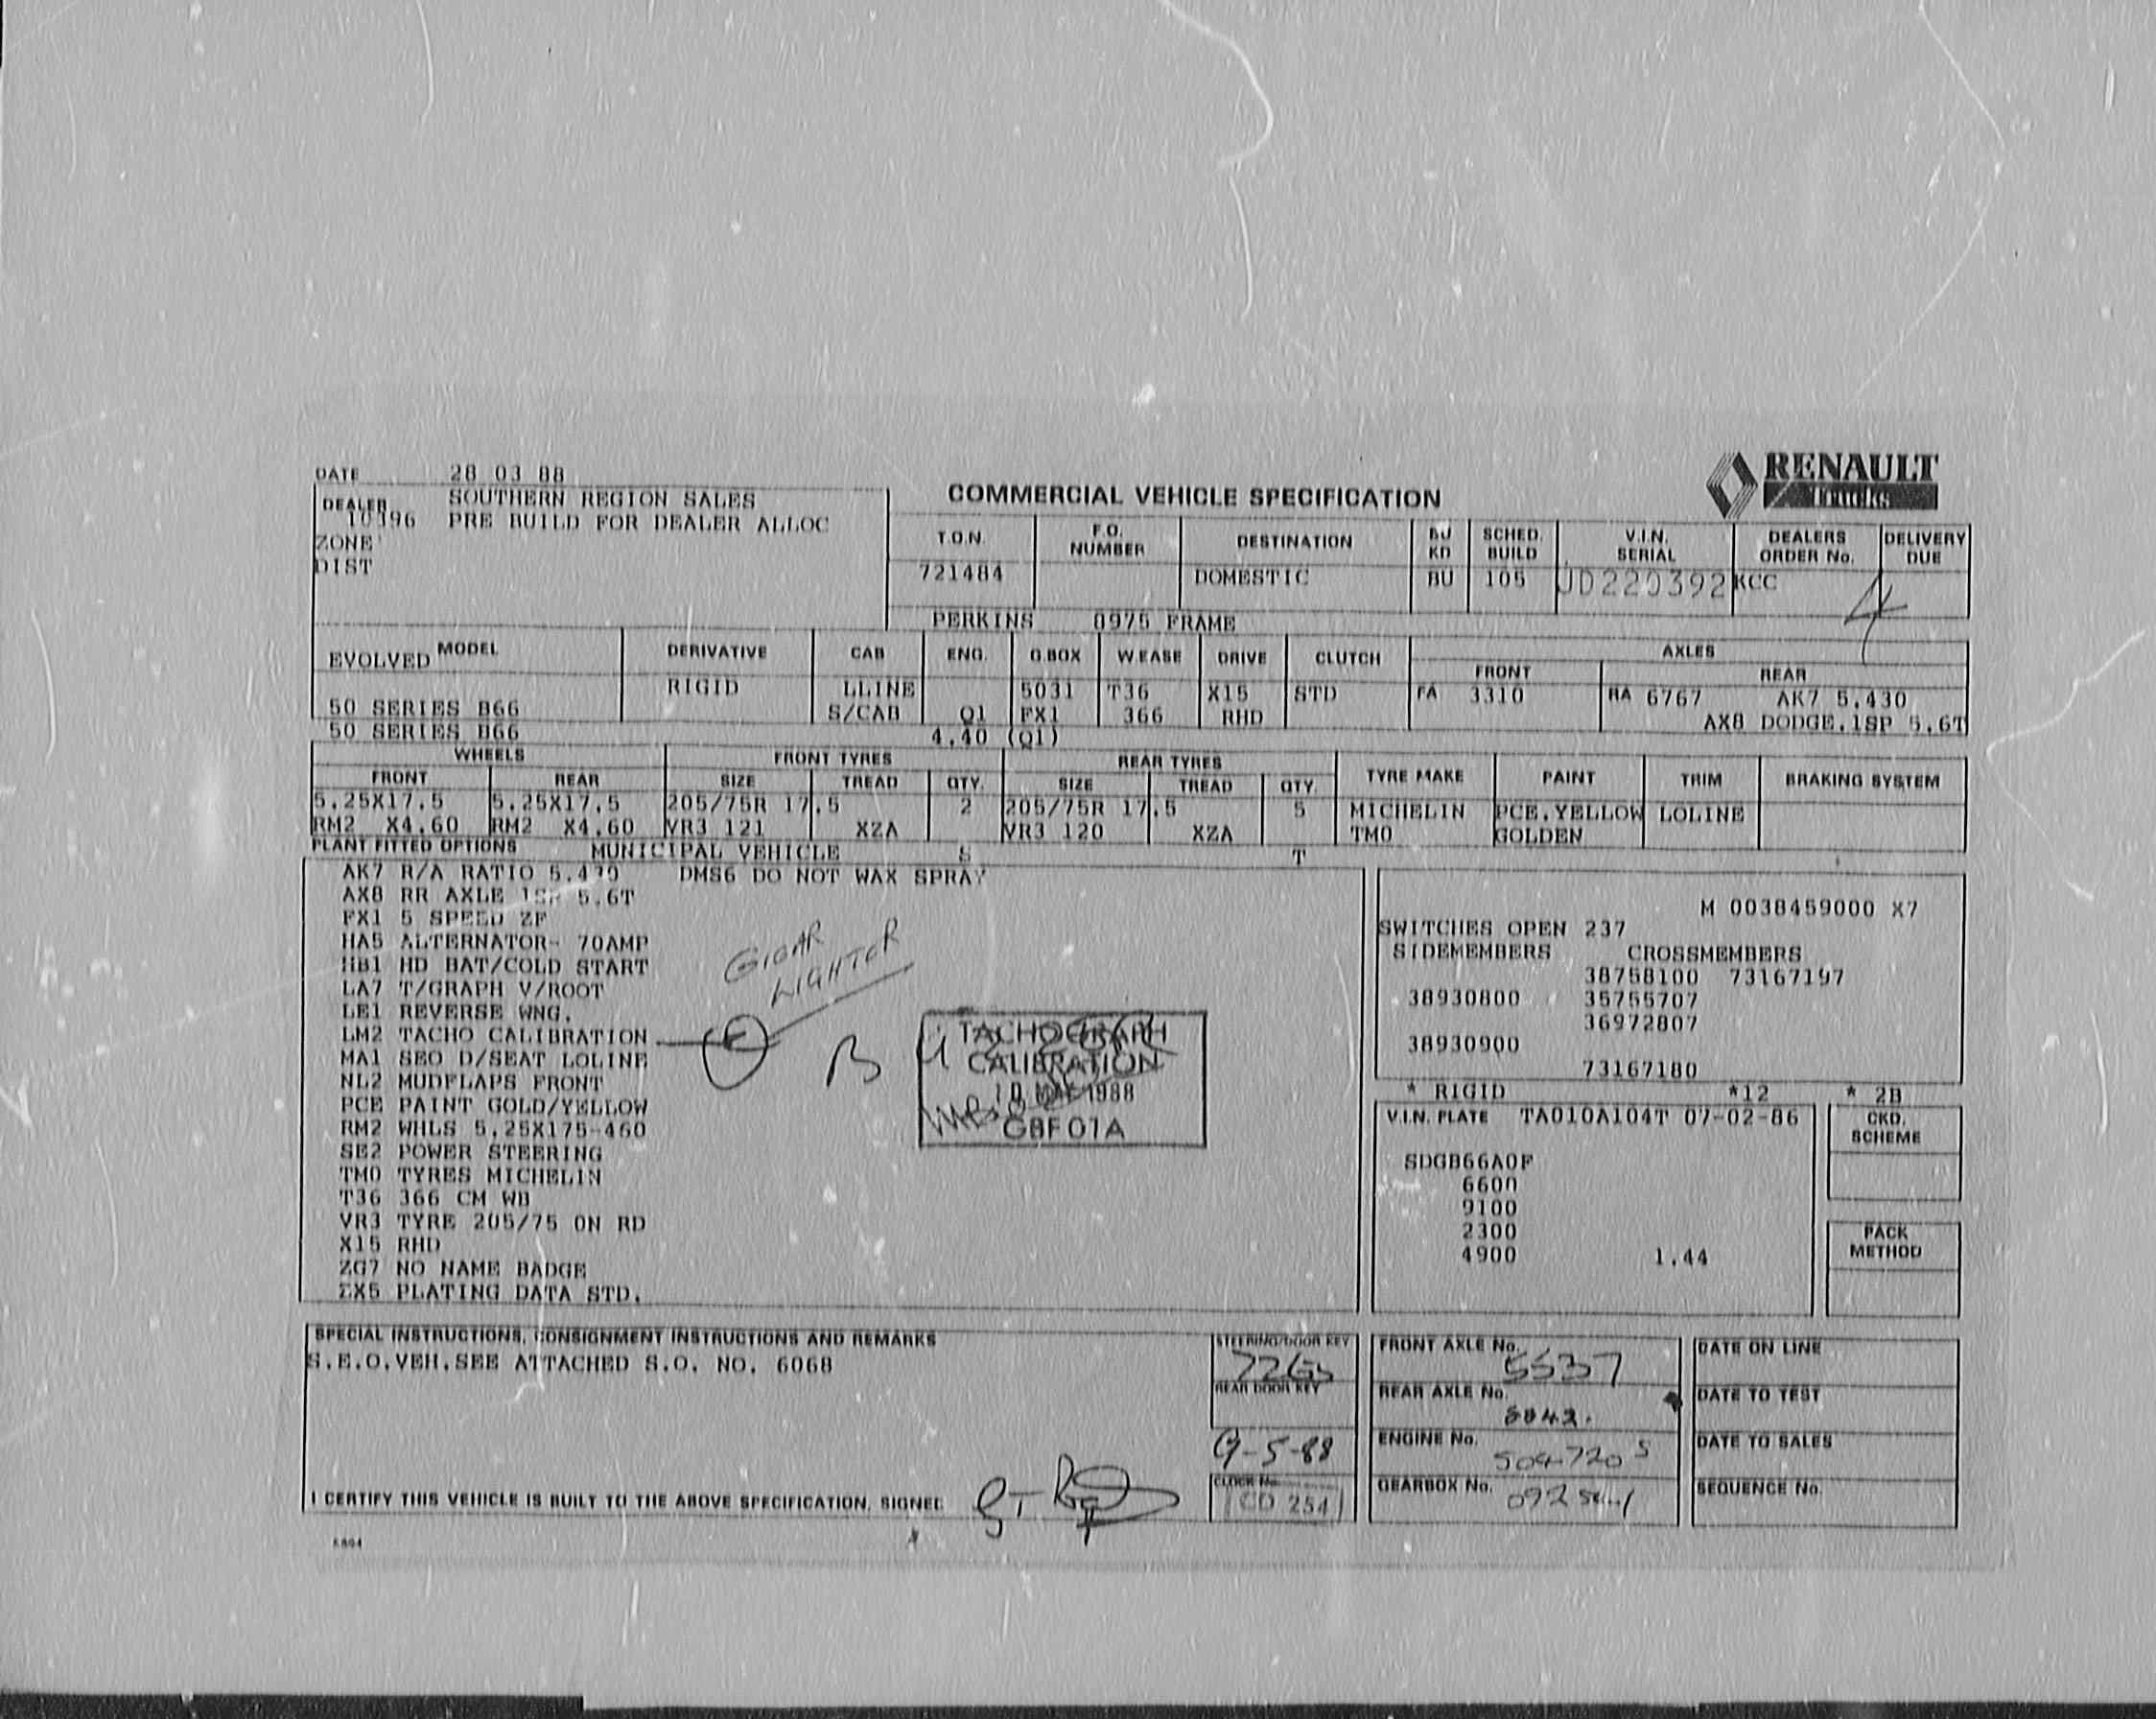 DATE 28 03 88
RENAULT
Trucks
COMMERCIAL VEHICLE SPECIFICATION
DEALER SOUTHERN REGION SALES
10396 PRE BUILD FOR DEALER ALLOC
ZONE
DIST
T.O.N. F.O. NUMBER DESTINATION BU KD SCHED. BUILD V.I.N. SERIAL DEALERS ORDER No. DELIVERY DUE
721484 DOMESTIC BU 105 JD220392 KCC 4
PERKINS 8975 FRAME
MODEL DERIVATIVE CAB ENG. G.BOX W.BASE DRIVE CLUTCH AXLES
EVOLVED FRONT REAR
RIGID LLINE 5031 T36 X15 STD FA 3310 RA 6767 AK7 5.430
50 SERIES B66 S/CAB Q1 FX1 366 RHD AX8 DODGE.1SP 5.6T
50 SERIES B66 4.40 (Q1)
WHEELS FRONT TYRES REAR TYRES TYRE MAKE PAINT TRIM BRAKING SYSTEM
FRONT REAR SIZE TREAD QTY. SIZE TREAD QTY.
5.25X17.5 5.25X17.5 205/75R 17.5 2 205/75R 17.5 5 MICHELIN PCE.YELLOW LOLINE
RM2 X4.60 RM2 X4.60 VR3 121 XZA VR3 120 XZA TMO GOLDEN
PLANT FITTED OPTIONS MUNICIPAL VEHICLE S T
AK7 R/A RATIO 5.430 DMS6 DO NOT WAX SPRAY
AX8 RR AXLE 1SP 5.6T
FX1 5 SPEED ZF
HA5 ALTERNATOR- 70AMP
HB1 HD BAT/COLD START
LA7 T/GRAPH V/ROOT
LE1 REVERSE WNG.
LM2 TACHO CALIBRATION
MA1 SEO D/SEAT LOLINE
NL2 MUDFLAPS FRONT
PCE PAINT GOLD/YELLOW
RM2 WHLS 5.25X175-460
SE2 POWER STEERING
TMO TYRES MICHELIN
T36 366 CM WB
VR3 TYRE 205/75 ON RD
X15 RHD
ZG7 NO NAME BADGE
ZX5 PLATING DATA STD.
CIGAR
LIGHTER
B
TACHOGRAPH
CALIBRATION
10 MAY 1988
GBF01A
M 0038459000 X7
SWITCHES OPEN 237
SIDEMEMBERS CROSSMEMBERS
38758100 73167197
38930800 35755707
36972807
38930900
73167180
* RIGID *12 * 2B
V.I.N. PLATE TA010A104T 07-02-86
SDGB66A0F
6600
9100
2300
4900 1.44
CKD. SCHEME
PACK METHOD
SPECIAL INSTRUCTIONS, CONSIGNMENT INSTRUCTIONS AND REMARKS
S.E.O.VEH.SEE ATTACHED S.O. NO. 6068
I CERTIFY THIS VEHICLE IS BUILT TO THE ABOVE SPECIFICATION, SIGNED
STEERING/DOOR KEY
REAR DOOR KEY
9-5-88
CLOCK No.
CD 254
FRONT AXLE No. 5537
REAR AXLE No. 8842.
ENGINE No. 5047205
GEARBOX No.
DATE ON LINE
DATE TO TEST
DATE TO SALES
SEQUENCE No.